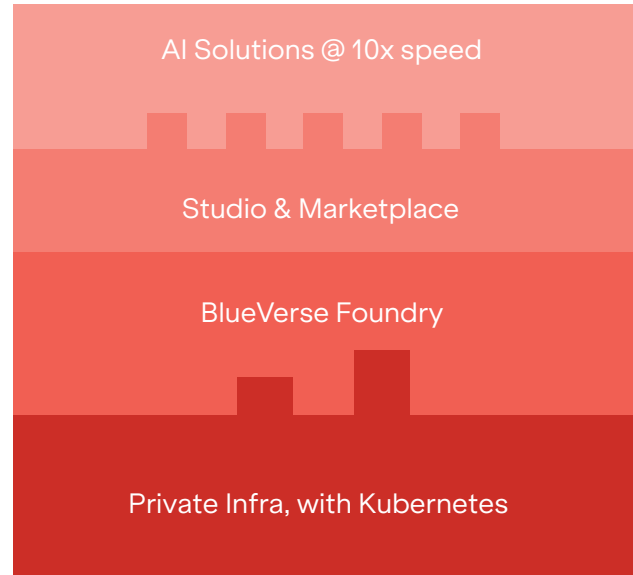 AI Solutions @ 10x speed
Studio & Marketplace
BlueVerse Foundry
Private Infra, with Kubernetes